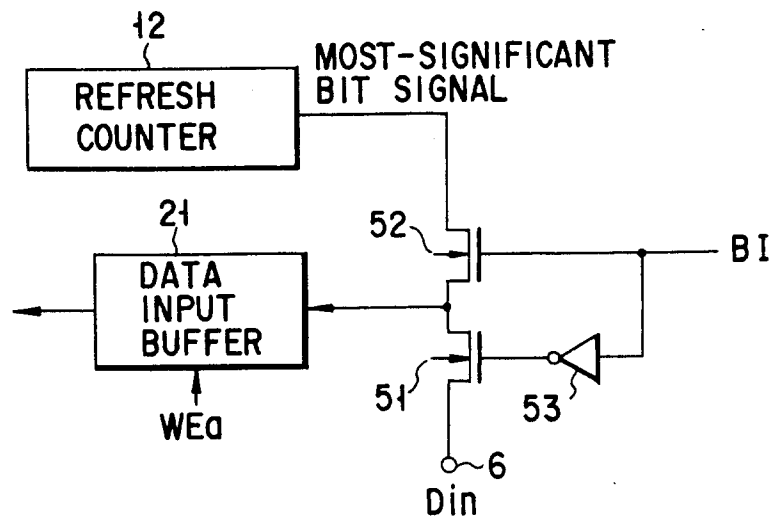 12
MOST-SIGNIFICANT
BIT SIGNAL
REFRESH
COUNTER
21
52
BI
DATA
INPUT
BUFFER
51
53
WEa
6
Din